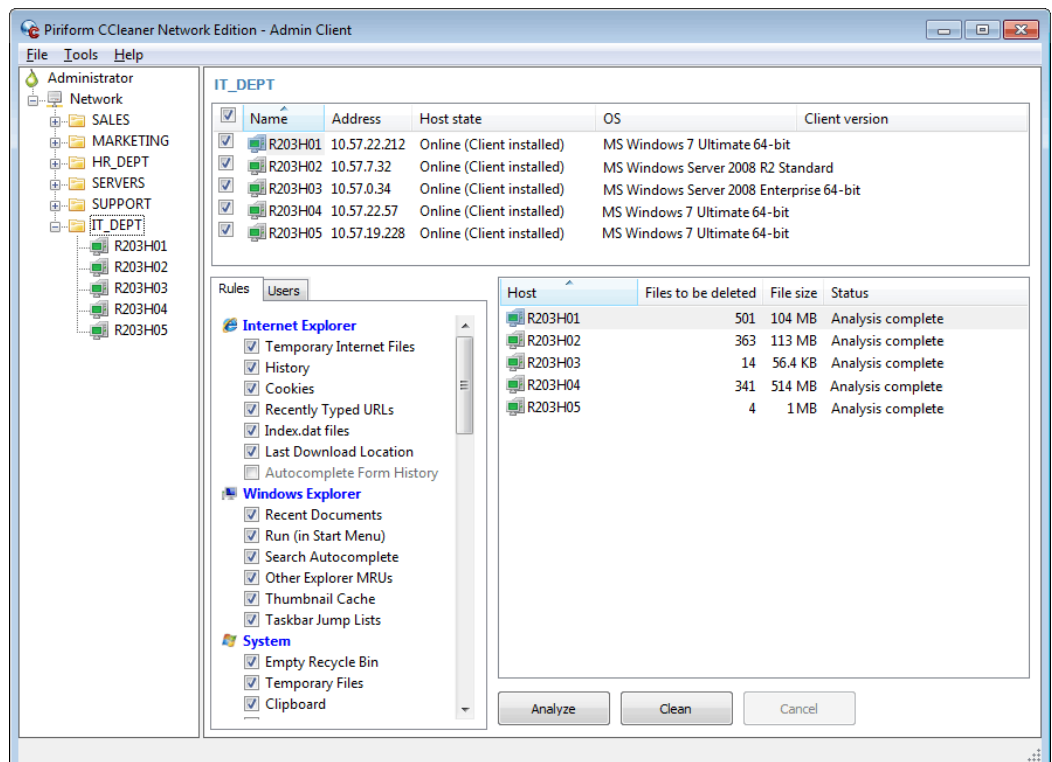 Piriform CCleaner Network Edition - Admin Client
File Tools Help
Administrator
Network
SALES
MARKETING
HR_DEPT
SERVERS
SUPPORT
IT_DEPT
R203H01
R203H02
R203H03
R203H04
R203H05
IT_DEPT
Name Address Host state OS Client version
R203H01 10.57.22.212 Online (Client installed) MS Windows 7 Ultimate 64-bit
R203H02 10.57.7.32 Online (Client installed) MS Windows Server 2008 R2 Standard
R203H03 10.57.0.34 Online (Client installed) MS Windows Server 2008 Enterprise 64-bit
R203H04 10.57.22.57 Online (Client installed) MS Windows 7 Ultimate 64-bit
R203H05 10.57.19.228 Online (Client installed) MS Windows 7 Ultimate 64-bit
Rules Users
Internet Explorer
Temporary Internet Files
History
Cookies
Recently Typed URLs
Index.dat files
Last Download Location
Autocomplete Form History
Windows Explorer
Recent Documents
Run (in Start Menu)
Search Autocomplete
Other Explorer MRUs
Thumbnail Cache
Taskbar Jump Lists
System
Empty Recycle Bin
Temporary Files
Clipboard
Host Files to be deleted File size Status
R203H01 501 104 MB Analysis complete
R203H02 363 113 MB Analysis complete
R203H03 14 56.4 KB Analysis complete
R203H04 341 514 MB Analysis complete
R203H05 4 1 MB Analysis complete
Analyze Clean Cancel